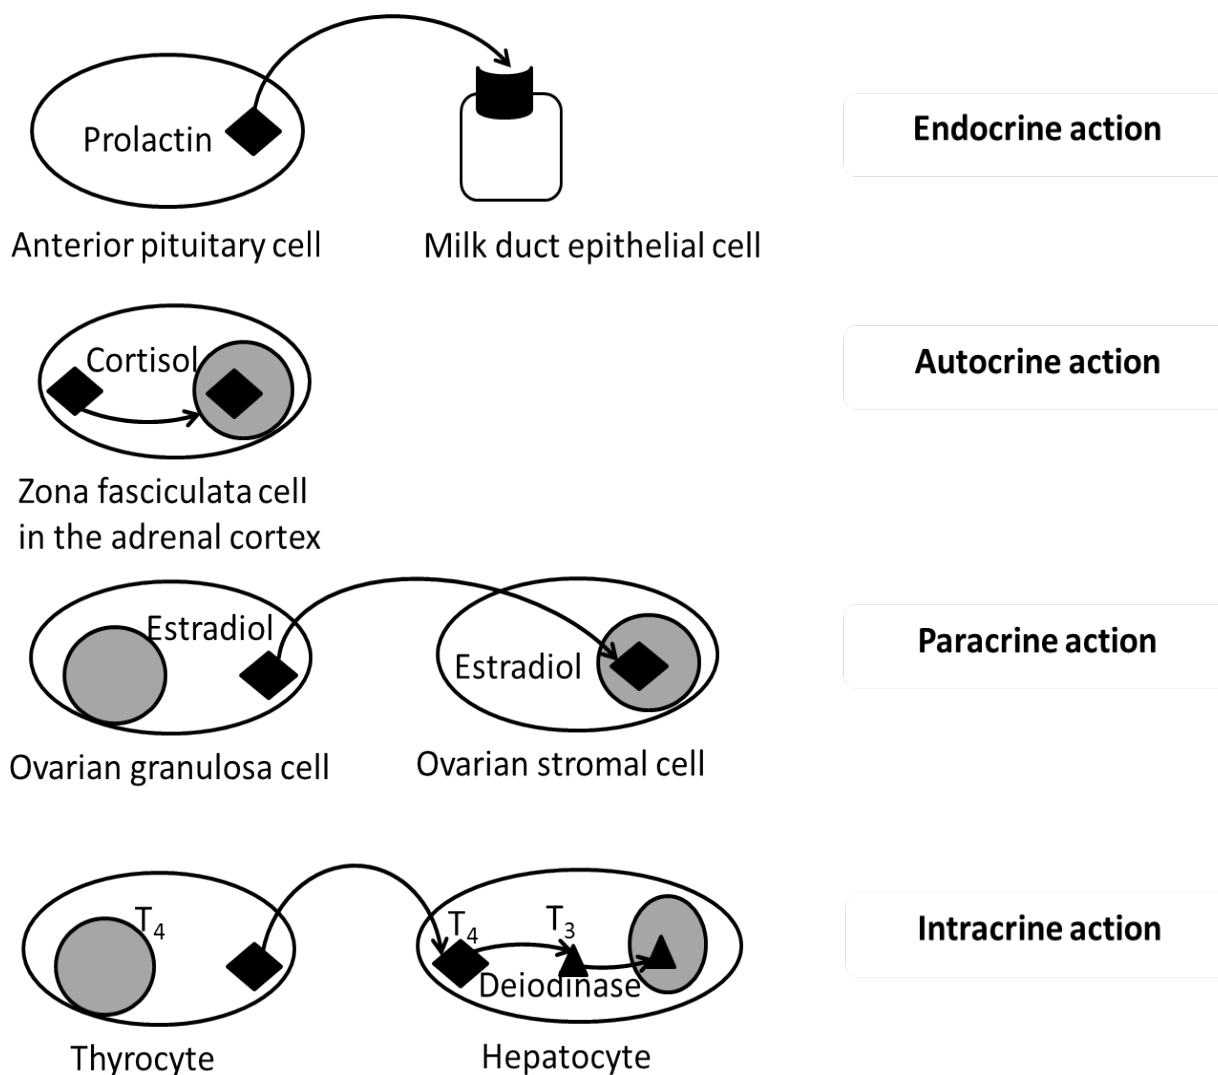 Prolactin
Endocrine action
Anterior pituitary cell
Milk duct epithelial cell
Cortisol
Autocrine action
Zona fasciculata cell
in the adrenal cortex
Estradiol
Estradiol
Paracrine action
Ovarian granulosa cell
Ovarian stromal cell
T4
T4
T3
Deiodinase
Intracrine action
Thyrocyte
Hepatocyte